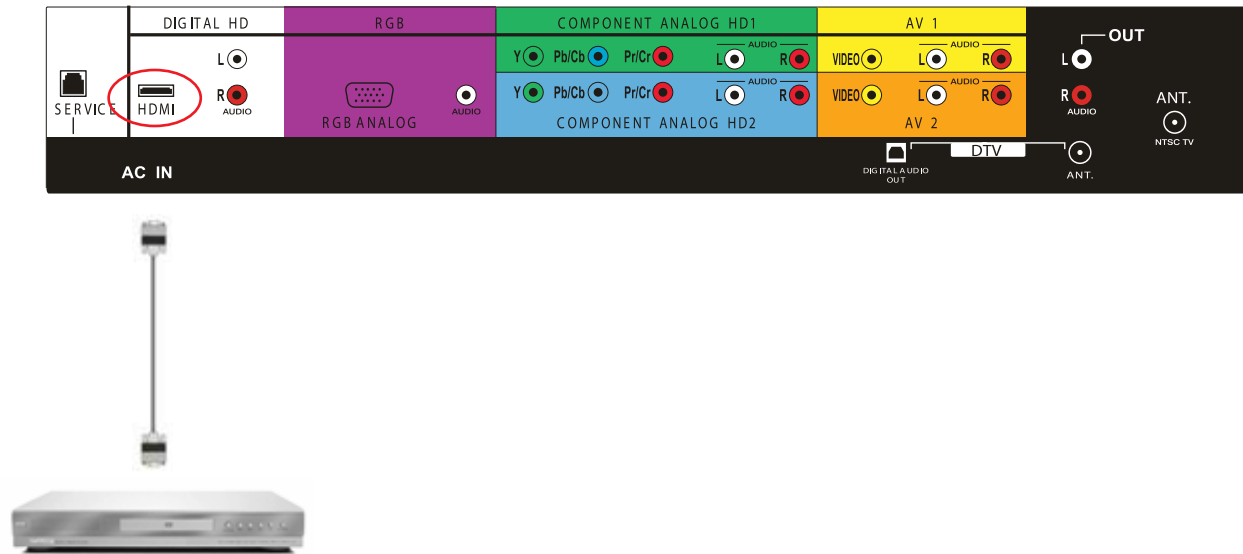 DIGITAL HD
RGB
COMPONENT ANALOG HD1
AV 1
OUT
L
Y Pb/Cb Pr/Cr L AUDIO R
VIDEO L AUDIO R
L
SERVICE
HDMI
R
AUDIO
RGB ANALOG
AUDIO
Y Pb/Cb Pr/Cr L AUDIO R
COMPONENT ANALOG HD2
VIDEO L AUDIO R
AV 2
R
AUDIO
ANT.
NTSC TV
AC IN
DIGITAL AUDIO
OUT
DTV
ANT.